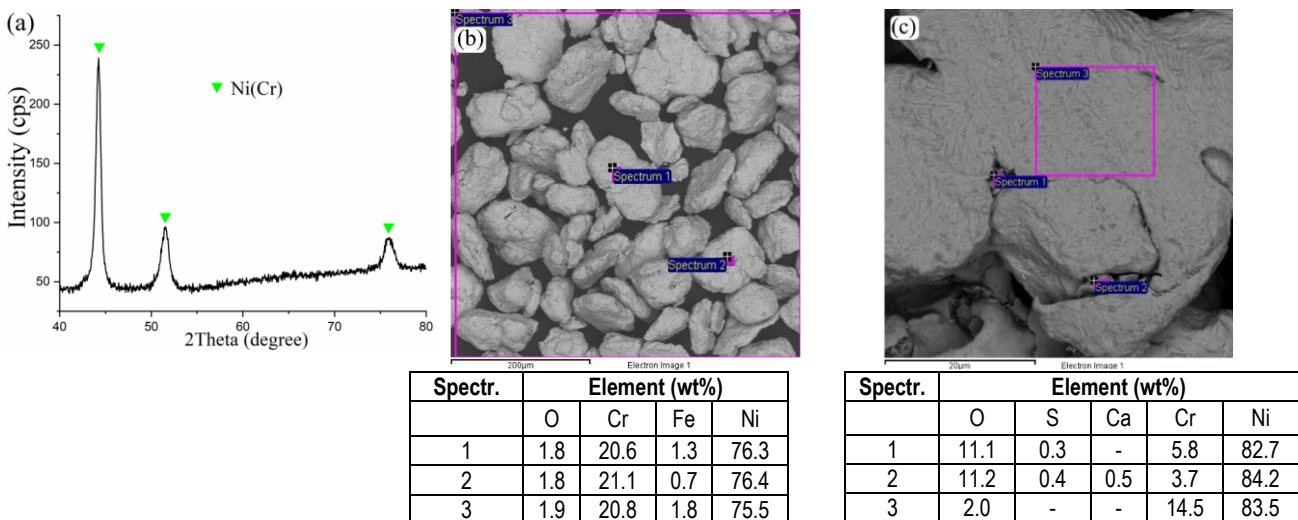 (a)
250
200
150
100
50
Intensity (cps)
Ni(Cr)
40 50 60 70 80
2Theta (degree)
(b)
Spectrum 3
Spectrum 1
Spectrum 2
200μm Electron Image 1
Spectr. Element (wt%)
O Cr Fe Ni
1 1.8 20.6 1.3 76.3
2 1.8 21.1 0.7 76.4
3 1.9 20.8 1.8 75.5
(c)
Spectrum 3
Spectrum 1
Spectrum 2
20μm Electron Image 1
Spectr. Element (wt%)
O S Ca Cr Ni
1 11.1 0.3 - 5.8 82.7
2 11.2 0.4 0.5 3.7 84.2
3 2.0 - - 14.5 83.5